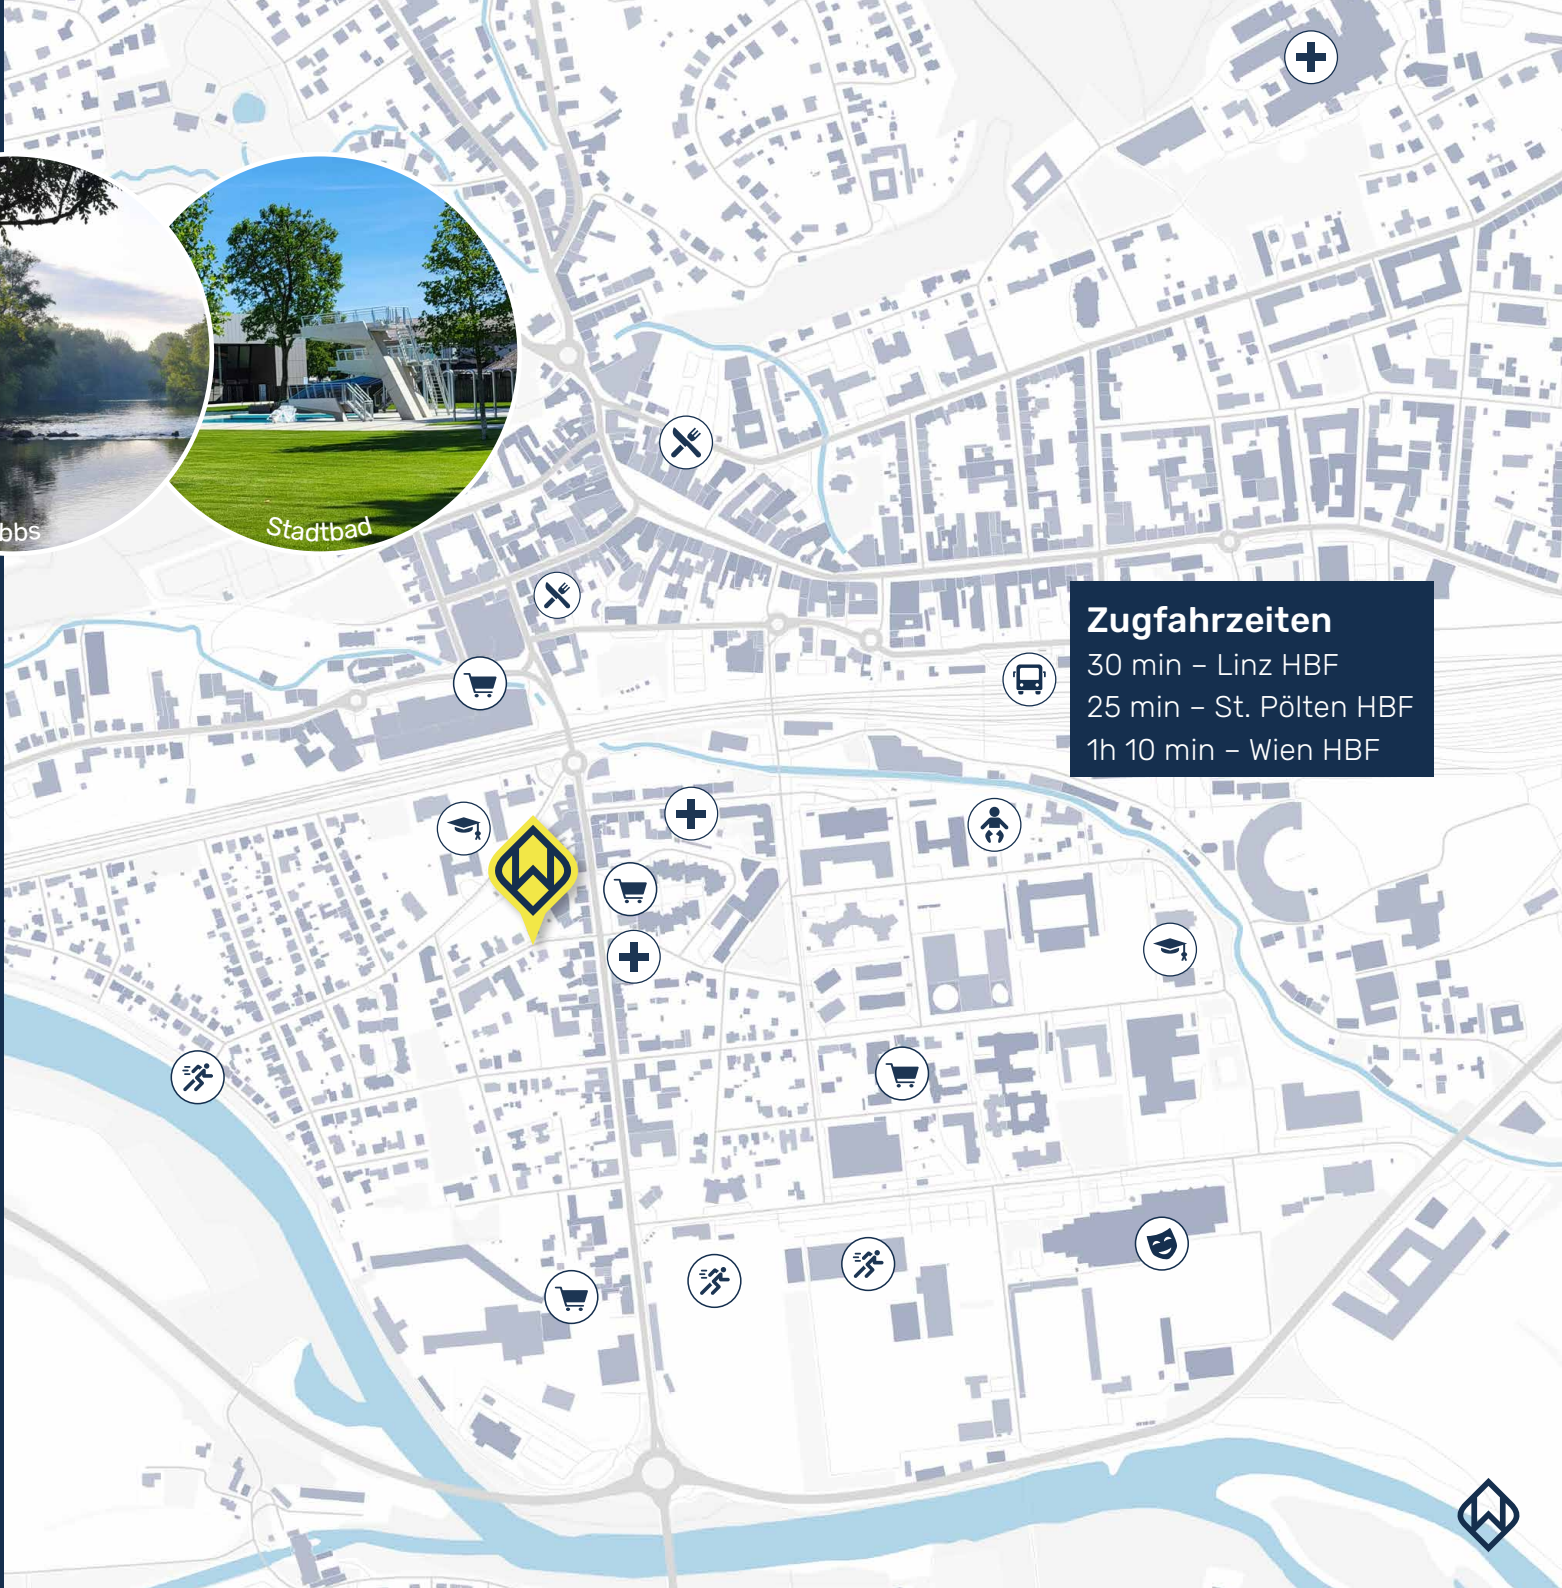 bbs
Stadtbad
Zugfahrzeiten
30 min – Linz HBF
25 min – St. Pölten HBF
1h 10 min – Wien HBF